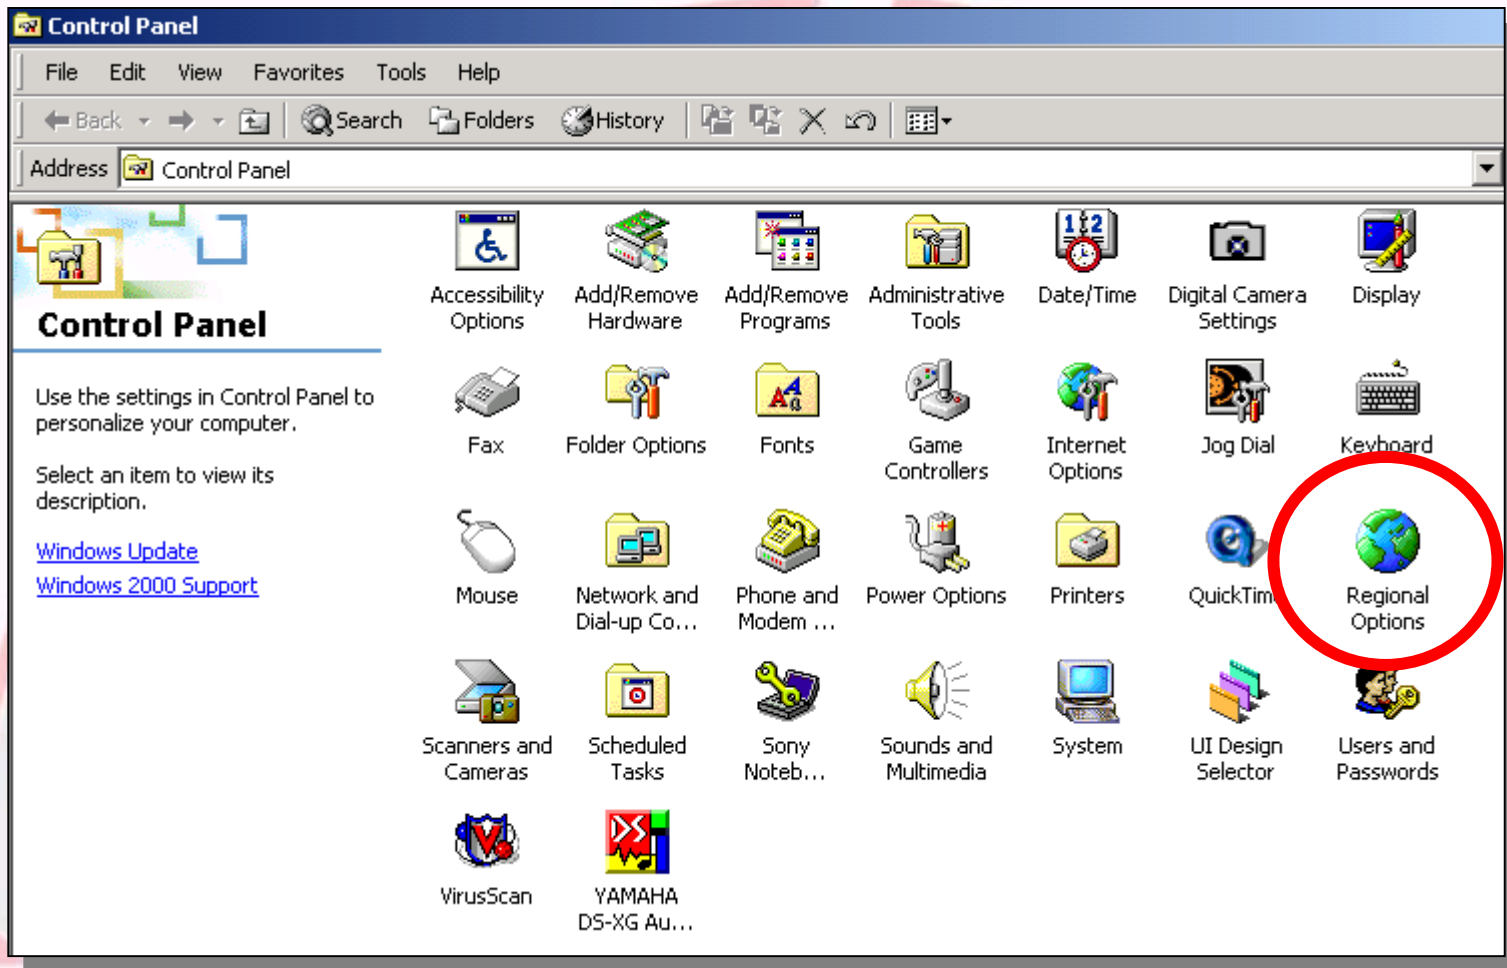 Control Panel
File Edit View Favorites Tools Help
Back Search Folders History
Address Control Panel
Control Panel
Use the settings in Control Panel to
personalize your computer.
Select an item to view its
description.
Windows Update
Windows 2000 Support
Accessibility
Options
Add/Remove
Hardware
Add/Remove
Programs
Administrative
Tools
Date/Time
Digital Camera
Settings
Display
Fax
Folder Options
Fonts
Game
Controllers
Internet
Options
Jog Dial
Keyboard
Mouse
Network and
Dial-up Co...
Phone and
Modem ...
Power Options
Printers
QuickTime
Regional
Options
Scanners and
Cameras
Scheduled
Tasks
Sony
Noteb...
Sounds and
Multimedia
System
UI Design
Selector
Users and
Passwords
VirusScan
YAMAHA
DS-XG Au...